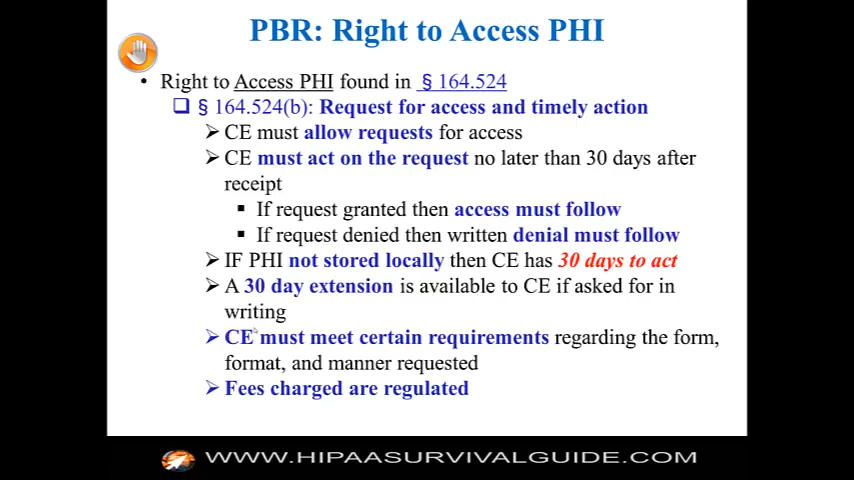 PBR: Right to Access PHI
• Right to Access PHI found in § 164.524
❑ § 164.524(b): Request for access and timely action
➢ CE must allow requests for access
➢ CE must act on the request no later than 30 days after
receipt
▪ If request granted then access must follow
▪ If request denied then written denial must follow
➢ IF PHI not stored locally then CE has 30 days to act
➢ A 30 day extension is available to CE if asked for in
writing
➢ CE must meet certain requirements regarding the form,
format, and manner requested
➢ Fees charged are regulated
WWW.HIPAASURVIVALGUIDE.COM